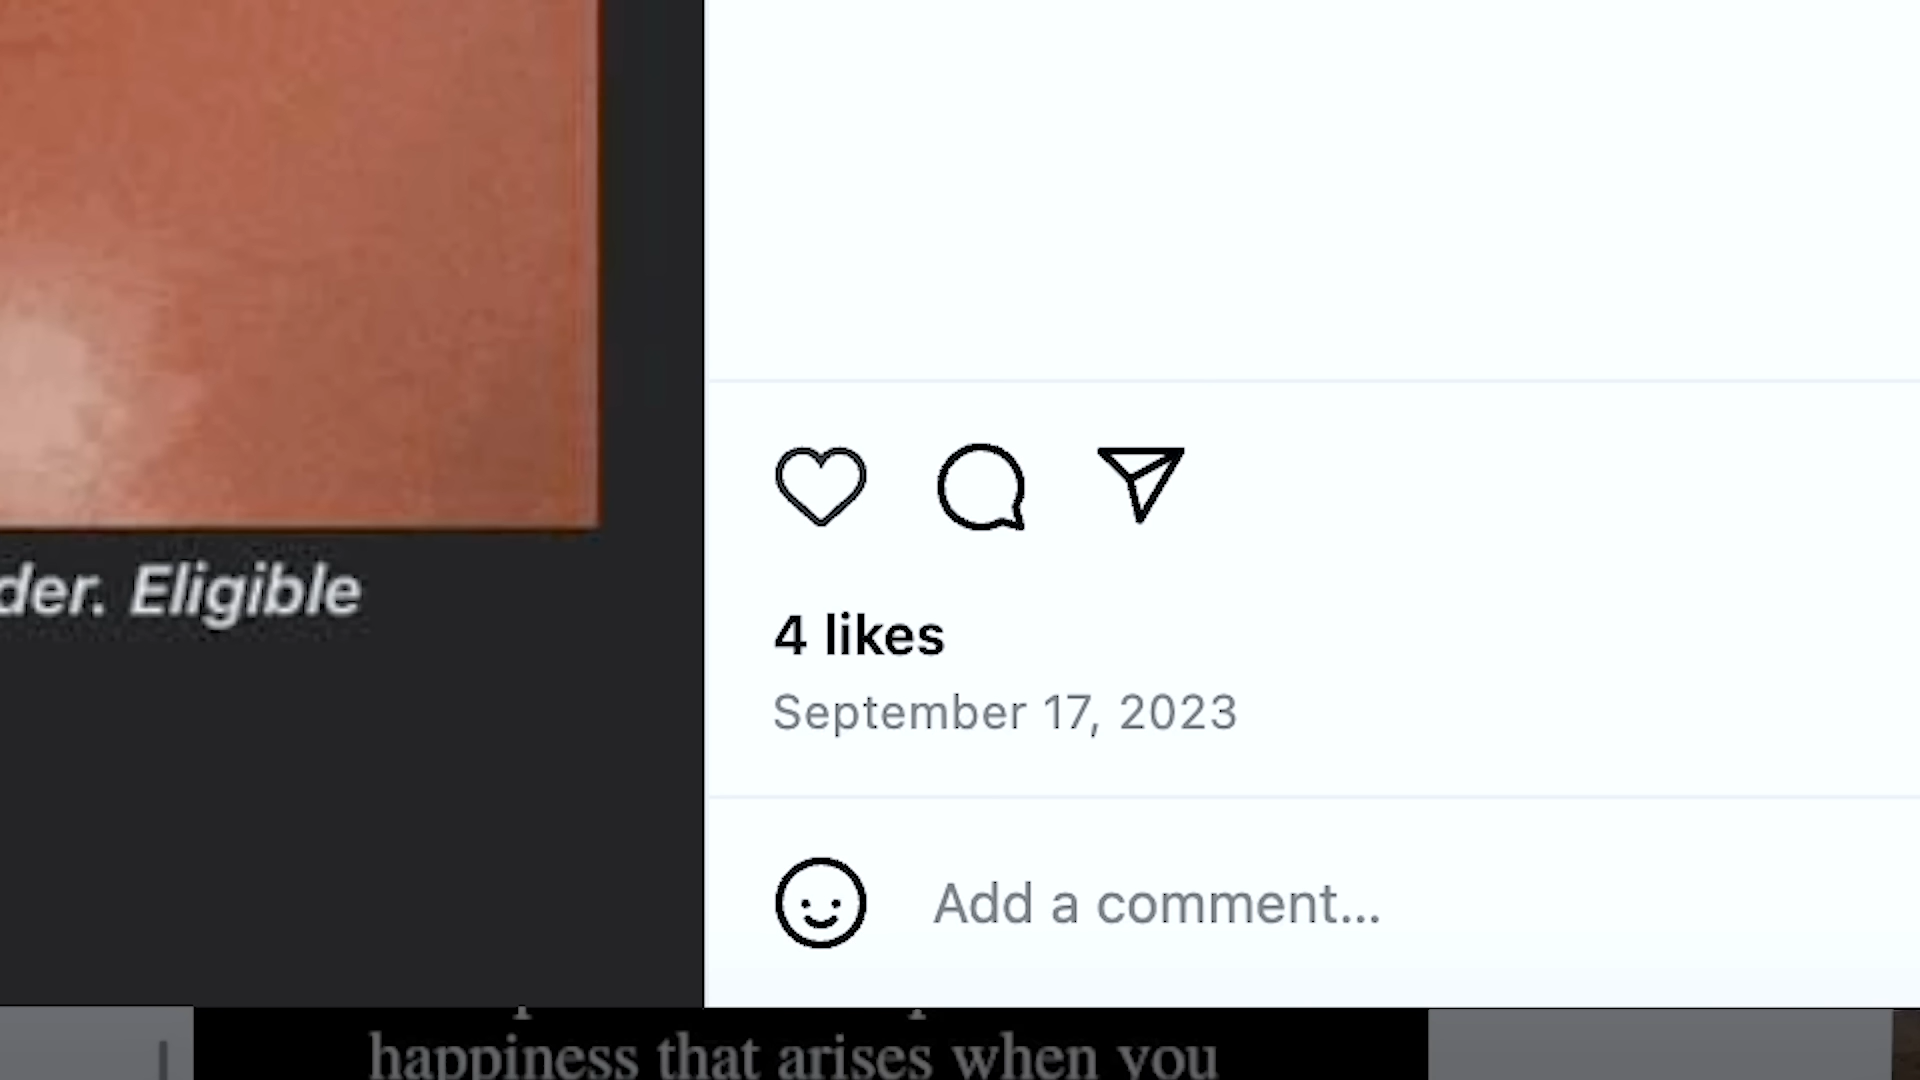 der. Eligible
4 likes
September 17, 2023
Add a comment...
happiness that arises when you